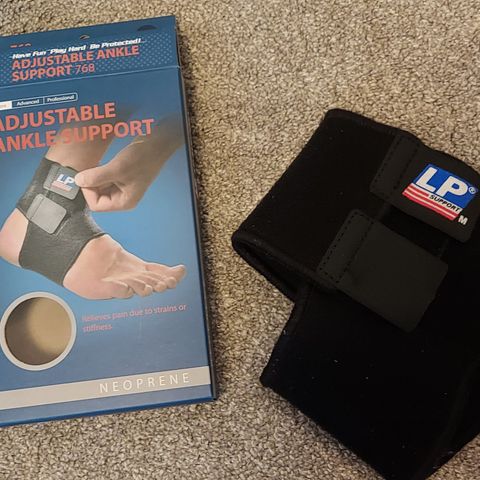 Have Fun Play Hard Be Protected!
ADJUSTABLE ANKLE
SUPPORT 768
Advanced
Professional
ADJUSTABLE
ANKLE SUPPORT
LP
Relieves pain due to strains or
stiffness.
NEOPRENE
LP®
SUPPORT
M